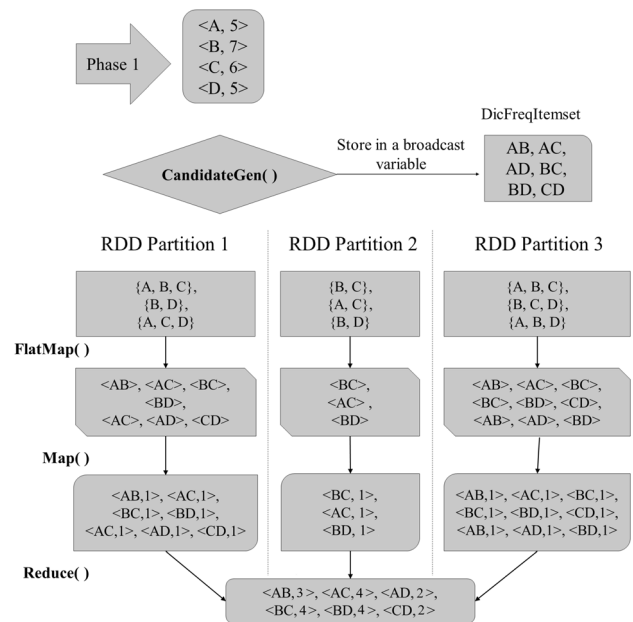 Phase 1
<A, 5>
<B, 7>
<C, 6>
<D, 5>
DicFreqItemset
CandidateGen( )
Store in a broadcast
variable
AB, AC,
AD, BC,
BD, CD
RDD Partition 1
RDD Partition 2
RDD Partition 3
{A, B, C},
{B, D},
{A, C, D}
{B, C},
{A, C},
{B, D}
{A, B, C},
{B, C, D},
{A, B, D}
FlatMap( )
<AB>, <AC>, <BC>,
<BD>,
<AC>, <AD>, <CD>
<BC>,
<AC> ,
<BD>
<AB>, <AC>, <BC>
<BC>, <BD>, <CD>,
<AB>, <AD>, <BD>
Map( )
<AB,1>, <AC,1>,
<BC,1>, <BD,1>,
<AC,1>, <AD,1>, <CD,1>
<BC, 1>,
<AC, 1>,
<BD, 1>
<AB,1>, <AC,1>, <BC,1>,
<BC,1>, <BD,1>, <CD,1>,
<AB,1>, <AD,1>, <BD,1>
Reduce( )
<AB,3>, <AC,4>, <AD,2>,
<BC,4>, <BD,4>, <CD,2>